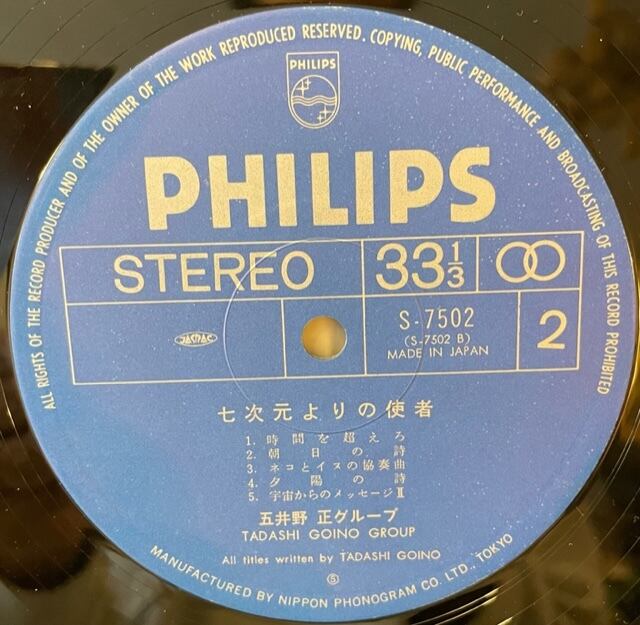 ALL RIGHTS OF THE RECORD PRODUCER AND OF THE OWNER OF THE WORK REPRODUCED RESERVED. COPYING, PUBLIC PERFORMANCE AND BROADCASTING OF THIS RECORD PROHIBITED
PHILIPS
PHILIPS
STEREO
33 1/3
JASRAC
S-7502
(S-7502 B)
MADE IN JAPAN
2
七次元よりの使者
1. 時間を超えろ
2. 朝日の詩
3. ネコとイスの協奏曲
4. 夕陽の詩
5. 宇宙からのメッセージⅡ
五井野 正グループ
TADASHI GOINO GROUP
All titles written by TADASHI GOINO
Ⓢ
MANUFACTURED BY NIPPON PHONOGRAM CO. LTD., TOKYO